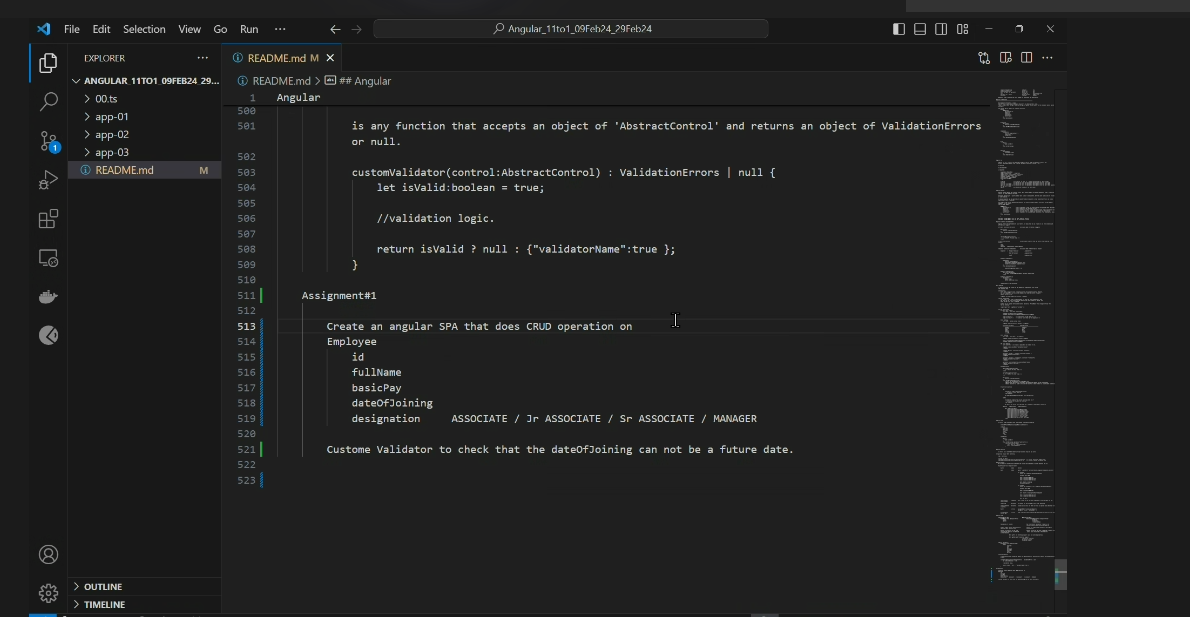 File Edit Selection View Go Run ··· Angular_11to1_09Feb24_29Feb24
EXPLORER ···
ANGULAR_11TO1_09FEB24_29...
00.ts
app-01
app-02
app-03
README.md M
OUTLINE
TIMELINE
1
README.md M
README.md > ## Angular
1 Angular
500
501 is any function that accepts an object of 'AbstractControl' and returns an object of ValidationErrors
or null.
502
503 customValidator(control:AbstractControl) : ValidationErrors | null {
504 let isValid:boolean = true;
505
506 //validation logic.
507
508 return isValid ? null : {"validatorName":true };
509 }
510
511 Assignment#1
512
513 Create an angular SPA that does CRUD operation on
514 Employee
515 id
516 fullName
517 basicPay
518 dateOfJoining
519 designation ASSOCIATE / Jr ASSOCIATE / Sr ASSOCIATE / MANAGER
520
521 Custome Validator to check that the dateOfJoining can not be a future date.
522
523